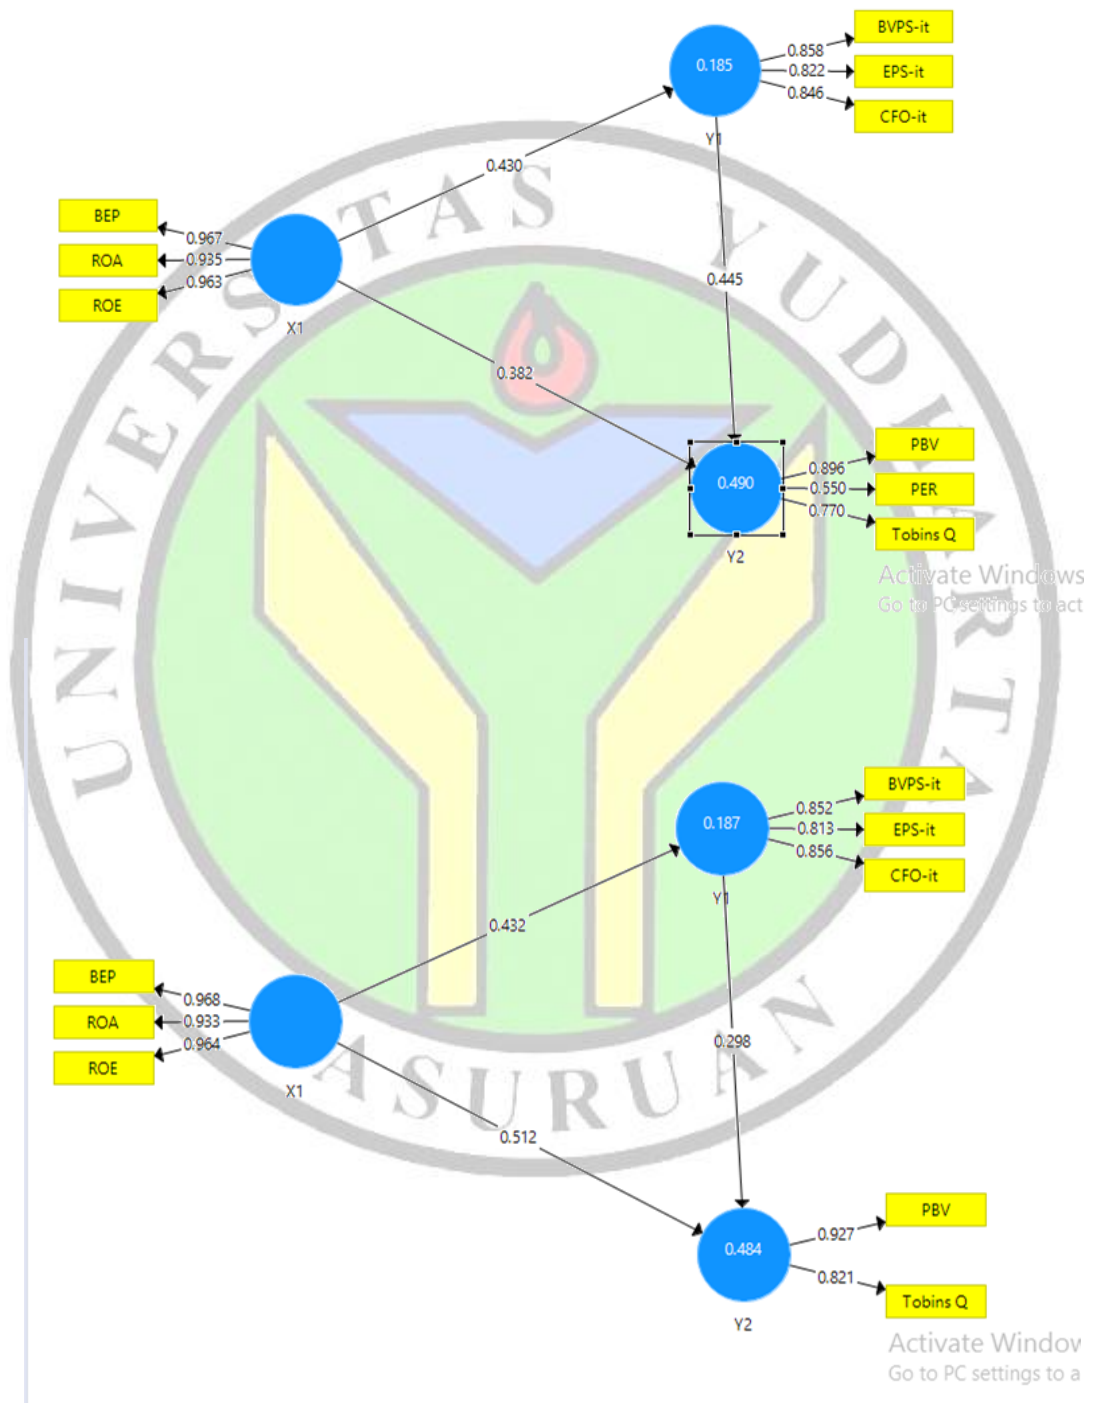 BVPS-it
0.858
0.185
0.822
EPS-it
0.846
CFO-it
Y1
0.430
BEP
0.967
ROA
0.935
0.963
ROE
X1
0.445
0.382
PBV
0.896
0.490
0.550
PER
0.770
Tobins Q
Y2
Activate Windows
Go to PC settings to act
UNIVERSITAS YUDHARTA
PASURUAN
BVPS-it
0.852
0.187
0.813
EPS-it
0.856
CFO-it
Y1
0.432
BEP
0.968
ROA
0.933
0.964
ROE
X1
0.298
0.512
PBV
0.927
0.484
0.821
Tobins Q
Y2
Activate Window
Go to PC settings to a